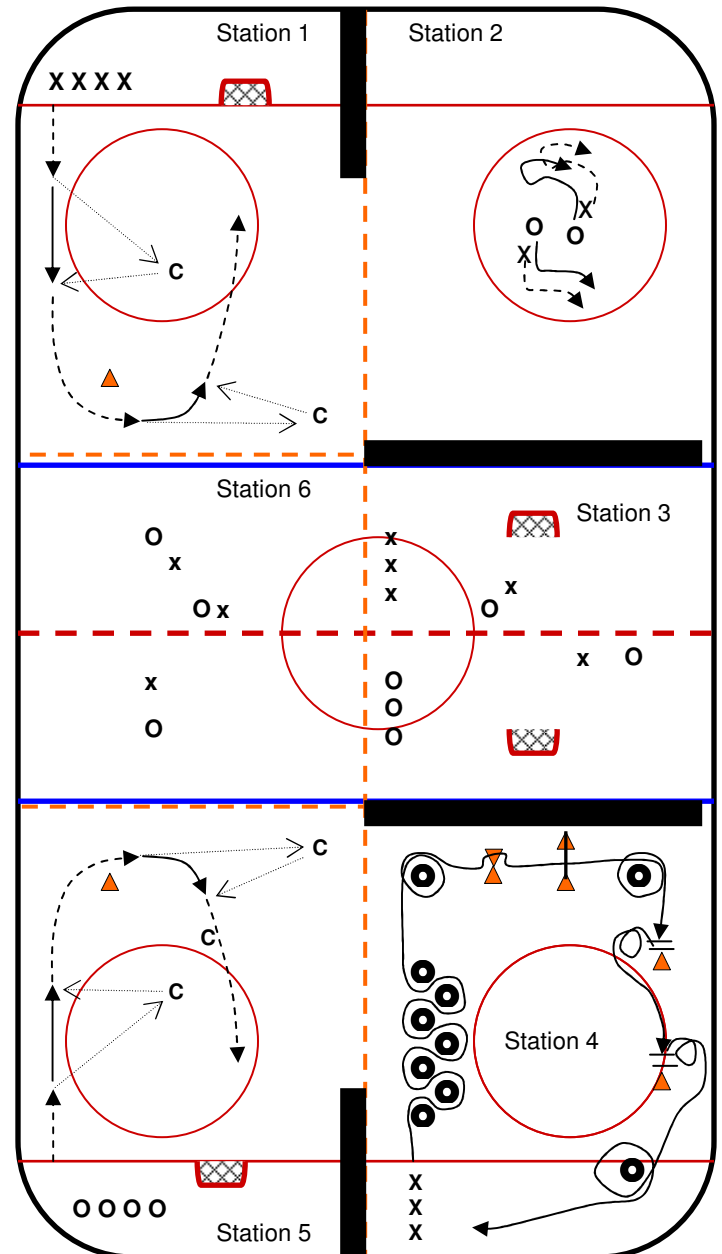 Station 1
Station 2
X X X X
X
O
O
X
C
C
Station 6
Station 3
O
x
x
x
x
x
O x
O
x
x
O
x
O
O
O
O
C
C
C
Station 4
X
X
X
O O O O
Station 5